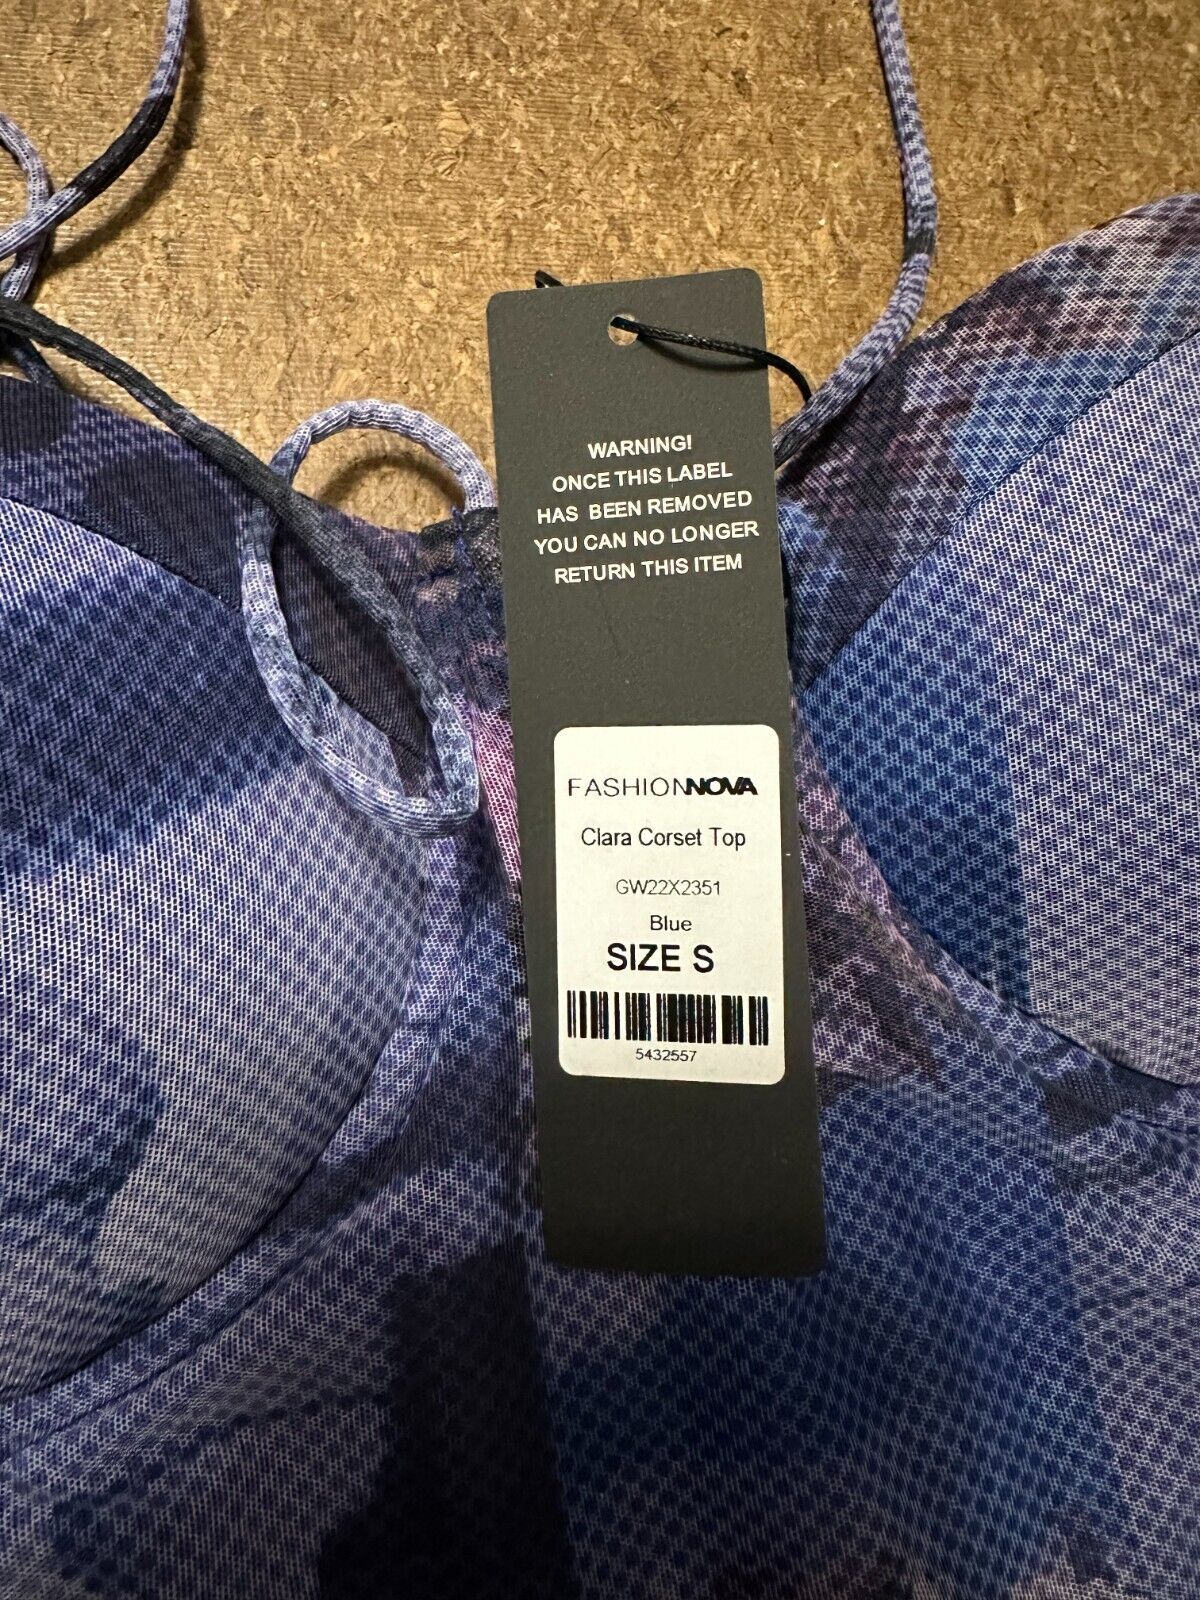 WARNING!
ONCE THIS LABEL
HAS BEEN REMOVED
YOU CAN NO LONGER
RETURN THIS ITEM
FASHIONNOVA
Clara Corset Top
GW22X2351
Blue
SIZE S
5432557